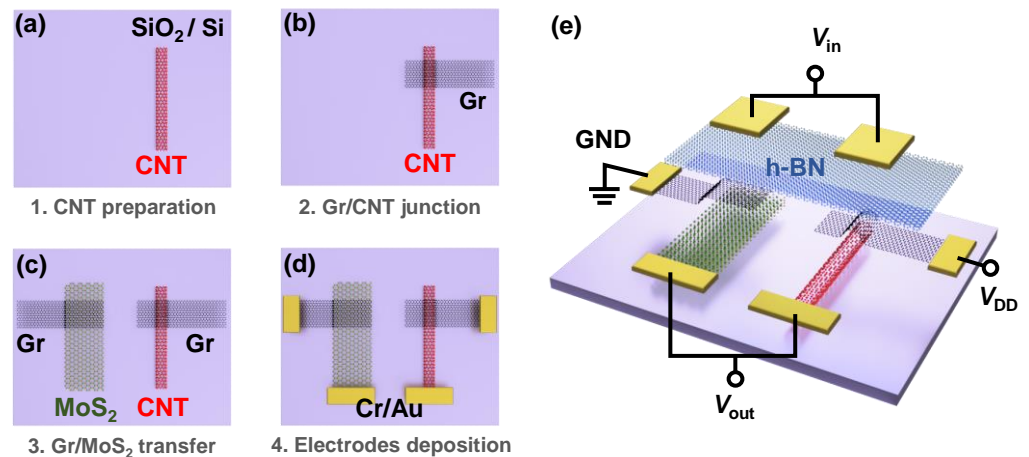 (a)
SiO₂ / Si
CNT
1. CNT preparation
(b)
Gr
CNT
2. Gr/CNT junction
(c)
Gr
Gr
MoS₂
CNT
3. Gr/MoS₂ transfer
(d)
Cr/Au
4. Electrodes deposition
(e)
Vin
GND
h-BN
VDD
Vout